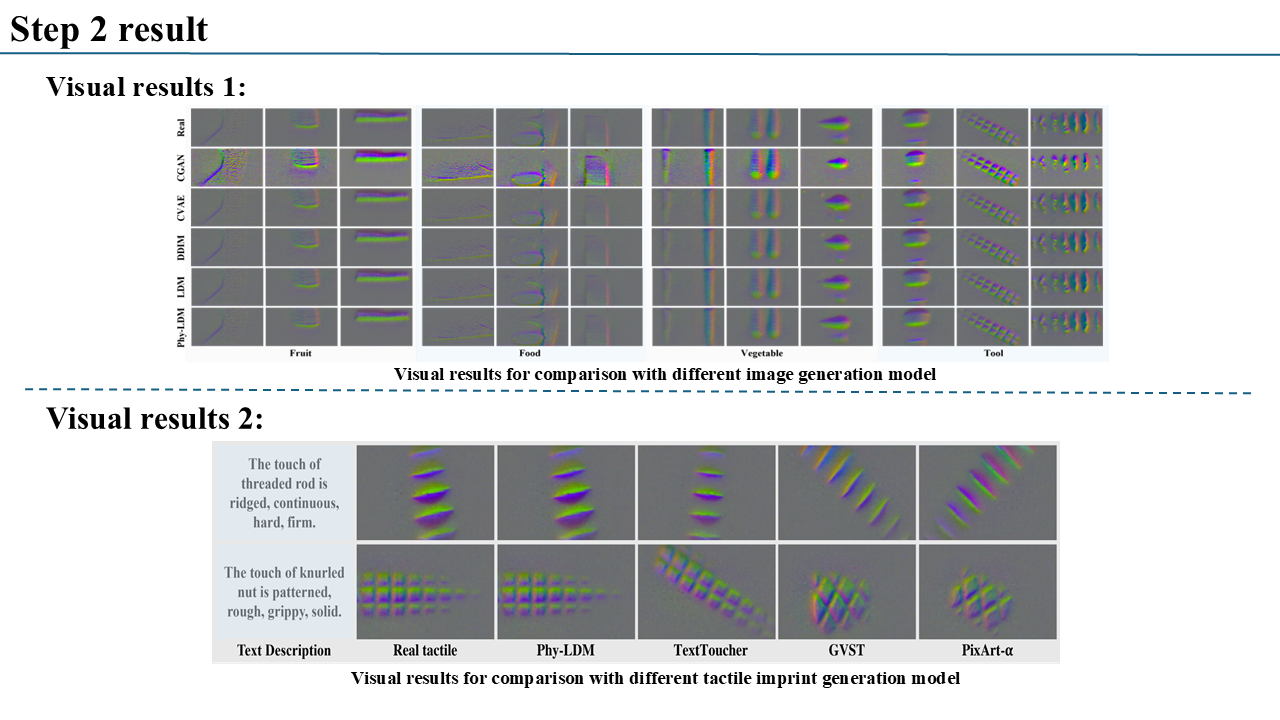 Step 2 result
Visual results 1:
Real
CGAN
CVAE
DDIM
LDM
Phy-LDM
Fruit
Food
Vegetable
Tool
Visual results for comparison with different image generation model
Visual results 2:
The touch of
threaded rod is
ridged, continuous,
hard, firm.
The touch of knurled
nut is patterned,
rough, grippy, solid.
Text Description
Real tactile
Phy-LDM
TextToucher
GVST
PixArt-α
Visual results for comparison with different tactile imprint generation model